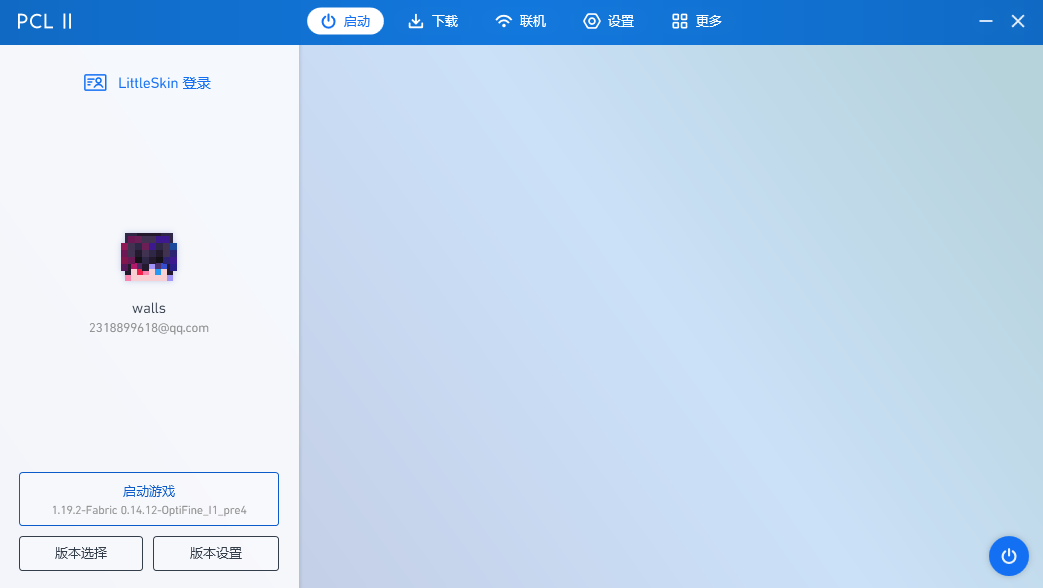 PCL II
启动
下载
联机
设置
更多
LittleSkin 登录
walls
2318899618@qq.com
启动游戏
1.19.2-Fabric 0.14.12-OptiFine_I1_pre4
版本选择
版本设置